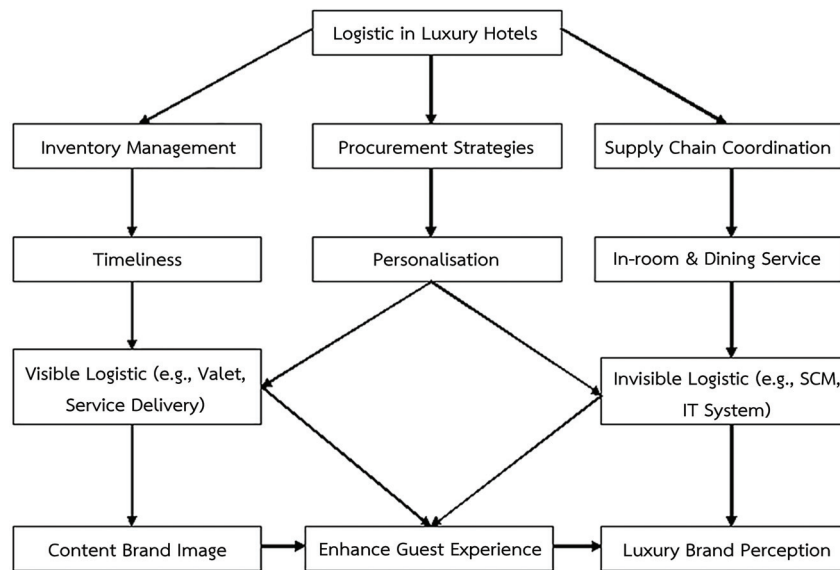 Logistic in Luxury Hotels
Inventory Management
Procurement Strategies
Supply Chain Coordination
Timeliness
Personalisation
In-room & Dining Service
Visible Logistic (e.g., Valet,
Service Delivery)
Invisible Logistic (e.g., SCM,
IT System)
Content Brand Image
Enhance Guest Experience
Luxury Brand Perception